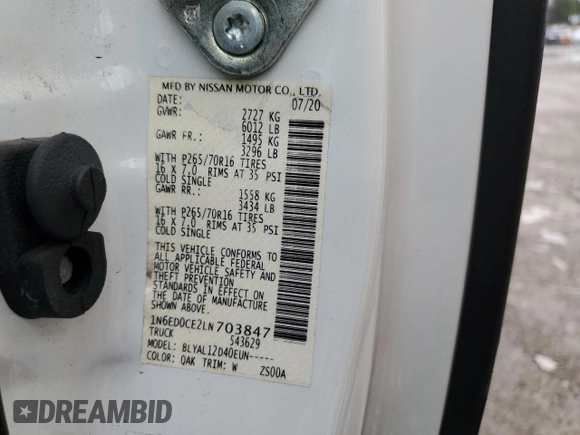 MFD BY NISSAN MOTOR CO., LTD.
DATE: 07/20
GVWR: 2727 KG
6012 LB
GAWR FR.: 1495 KG
3296 LB
WITH P265/70R16 TIRES
16 X 7.0 RIMS AT 35 PSI
COLD SINGLE
GAWR RR.: 1558 KG
3434 LB
WITH P265/70R16 TIRES
16 X 7.0 RIMS AT 35 PSI
COLD SINGLE
THIS VEHICLE CONFORMS TO
ALL APPLICABLE FEDERAL
MOTOR VEHICLE SAFETY AND
THEFT PREVENTION
STANDARDS IN EFFECT ON
THE DATE OF MANUFACTURE
SHOWN ABOVE.
1N6ED0CE2LN703847
TRUCK 543629
MODEL: BLYAL12D40EUN-----
COLOR: QAK TRIM: W ZS00A
DREAMBID